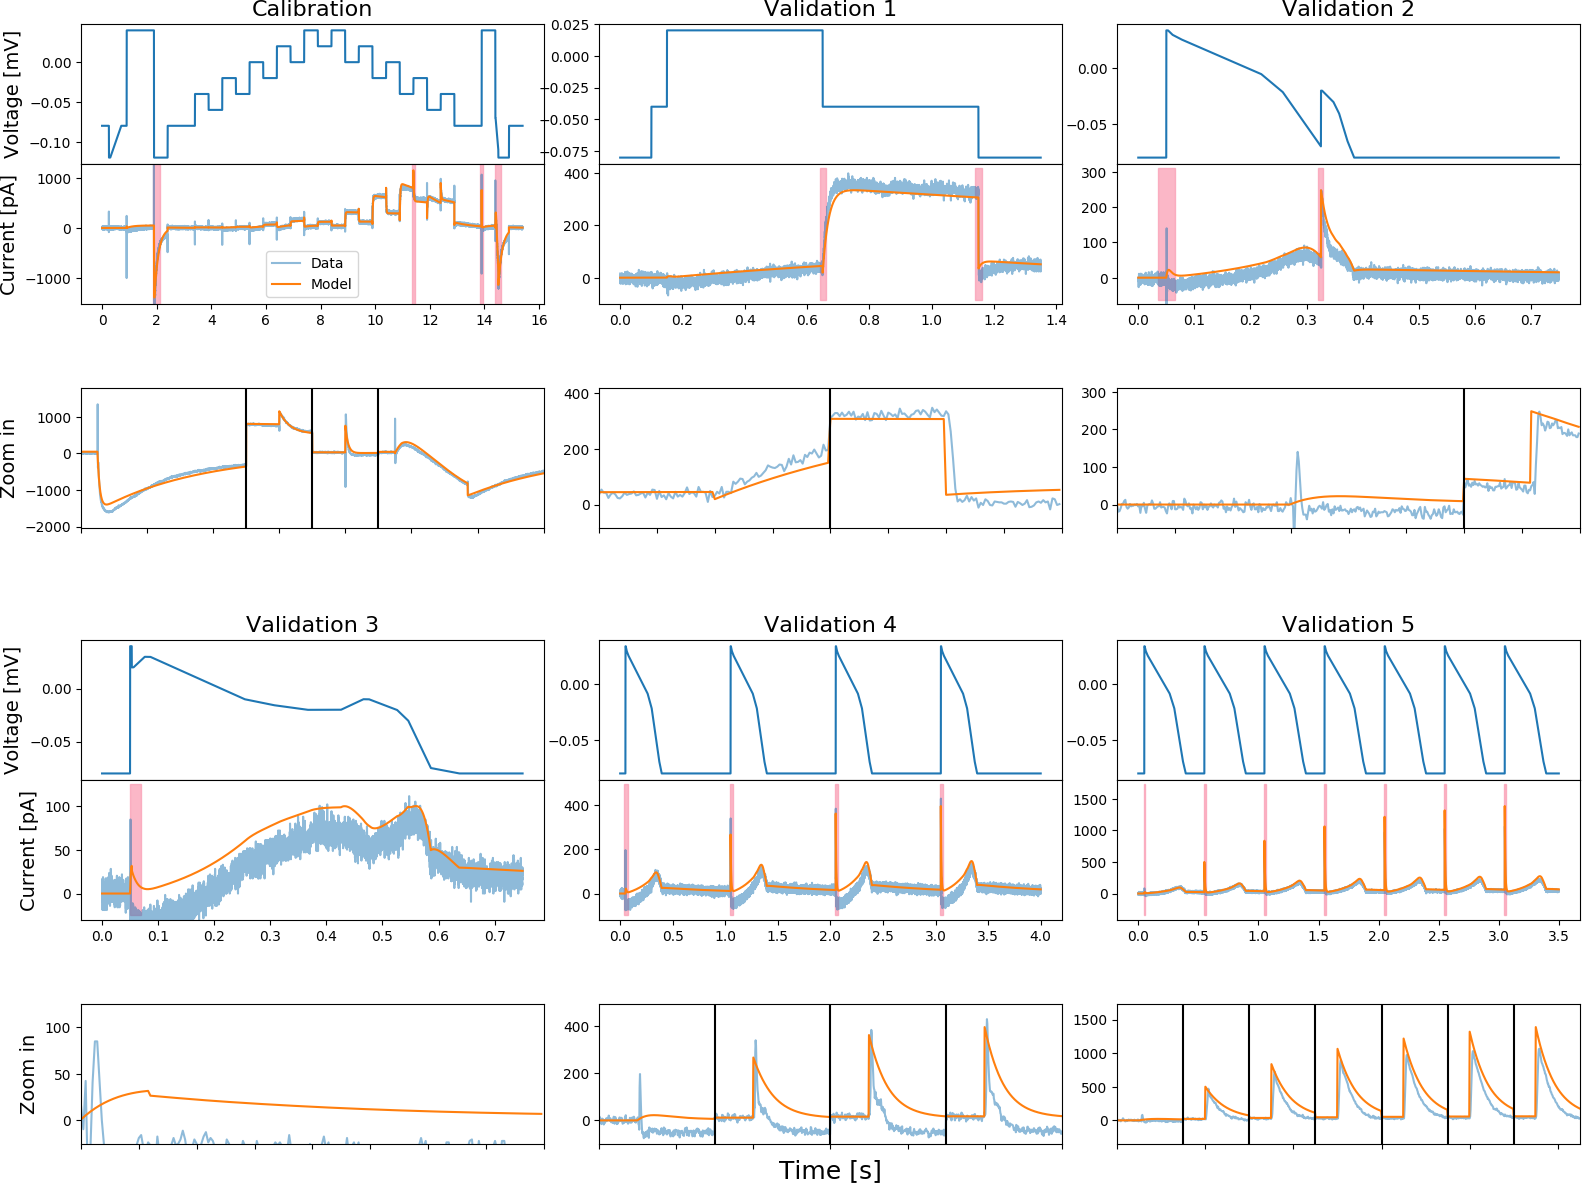 Calibration
Validation 1
Validation 2
Voltage [mV]
0.00
−0.05
−0.10
0.025
0.000
−0.025
−0.050
−0.075
0.00
−0.05
Current [pA]
1000
0
−1000
Data
Model
400
200
0
300
200
100
0
0 2 4 6 8 10 12 14 16
0.0 0.2 0.4 0.6 0.8 1.0 1.2 1.4
0.0 0.1 0.2 0.3 0.4 0.5 0.6 0.7
Zoom in
1000
0
−1000
−2000
400
200
0
300
200
100
0
Validation 3
Validation 4
Validation 5
Voltage [mV]
0.00
−0.05
0.00
−0.05
0.00
−0.05
Current [pA]
100
50
0
400
200
0
1500
1000
500
0
0.0 0.1 0.2 0.3 0.4 0.5 0.6 0.7
0.0 0.5 1.0 1.5 2.0 2.5 3.0 3.5 4.0
0.0 0.5 1.0 1.5 2.0 2.5 3.0 3.5
Zoom in
100
50
0
400
200
0
1500
1000
500
0
Time [s]